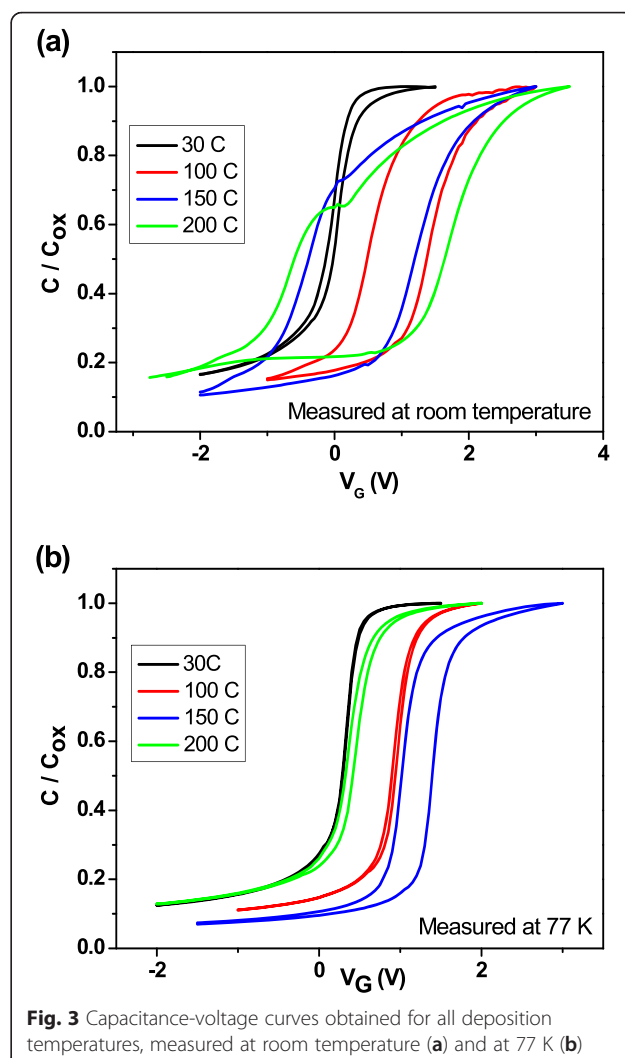 (a)
1.0
0.8
0.6
0.4
0.2
0.0
C / Cox
30 C
100 C
150 C
200 C
Measured at room temperature
-2
0
2
4
VG (V)
(b)
1.0
0.8
0.6
0.4
0.2
0.0
C / Cox
30C
100 C
150 C
200 C
Measured at 77 K
-2
0
2
VG (V)
Fig. 3 Capacitance-voltage curves obtained for all deposition
temperatures, measured at room temperature (a) and at 77 K (b)